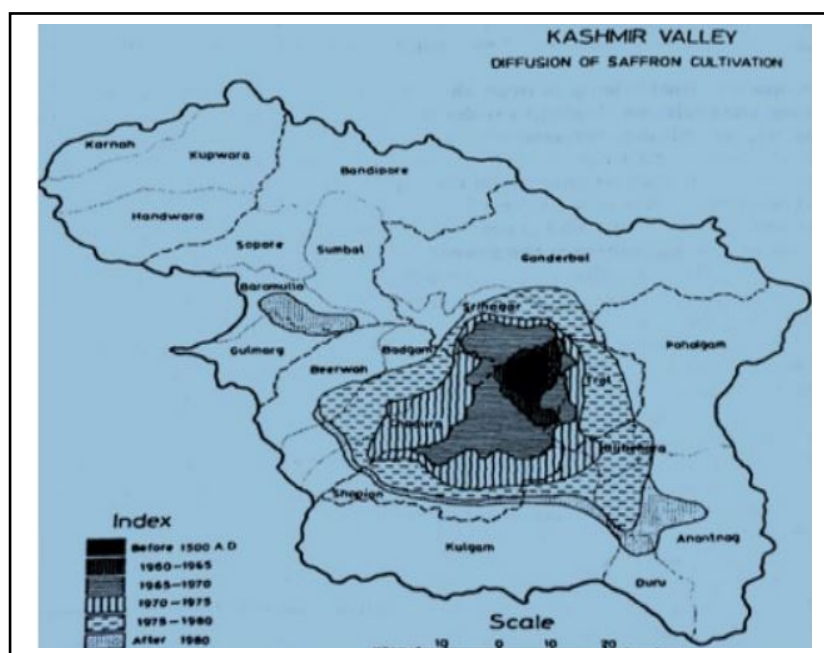 KASHMIR VALLEY
DIFFUSION OF SAFFRON CULTIVATION
Karnah
Kupwara
Bandipore
Handwara
Sopore
Sumbal
Ganderbal
Baramulla
Srinagar
Gulmarg
Badgam
Pahalgam
Beerwah
Tral
Chadura
Bijbehara
Shopian
Kulgam
Anantnag
Duru
Index
Before 1500 A.D
1960-1965
1965-1970
1970-1975
1975-1980
After 1980
Scale
10 0 10 20